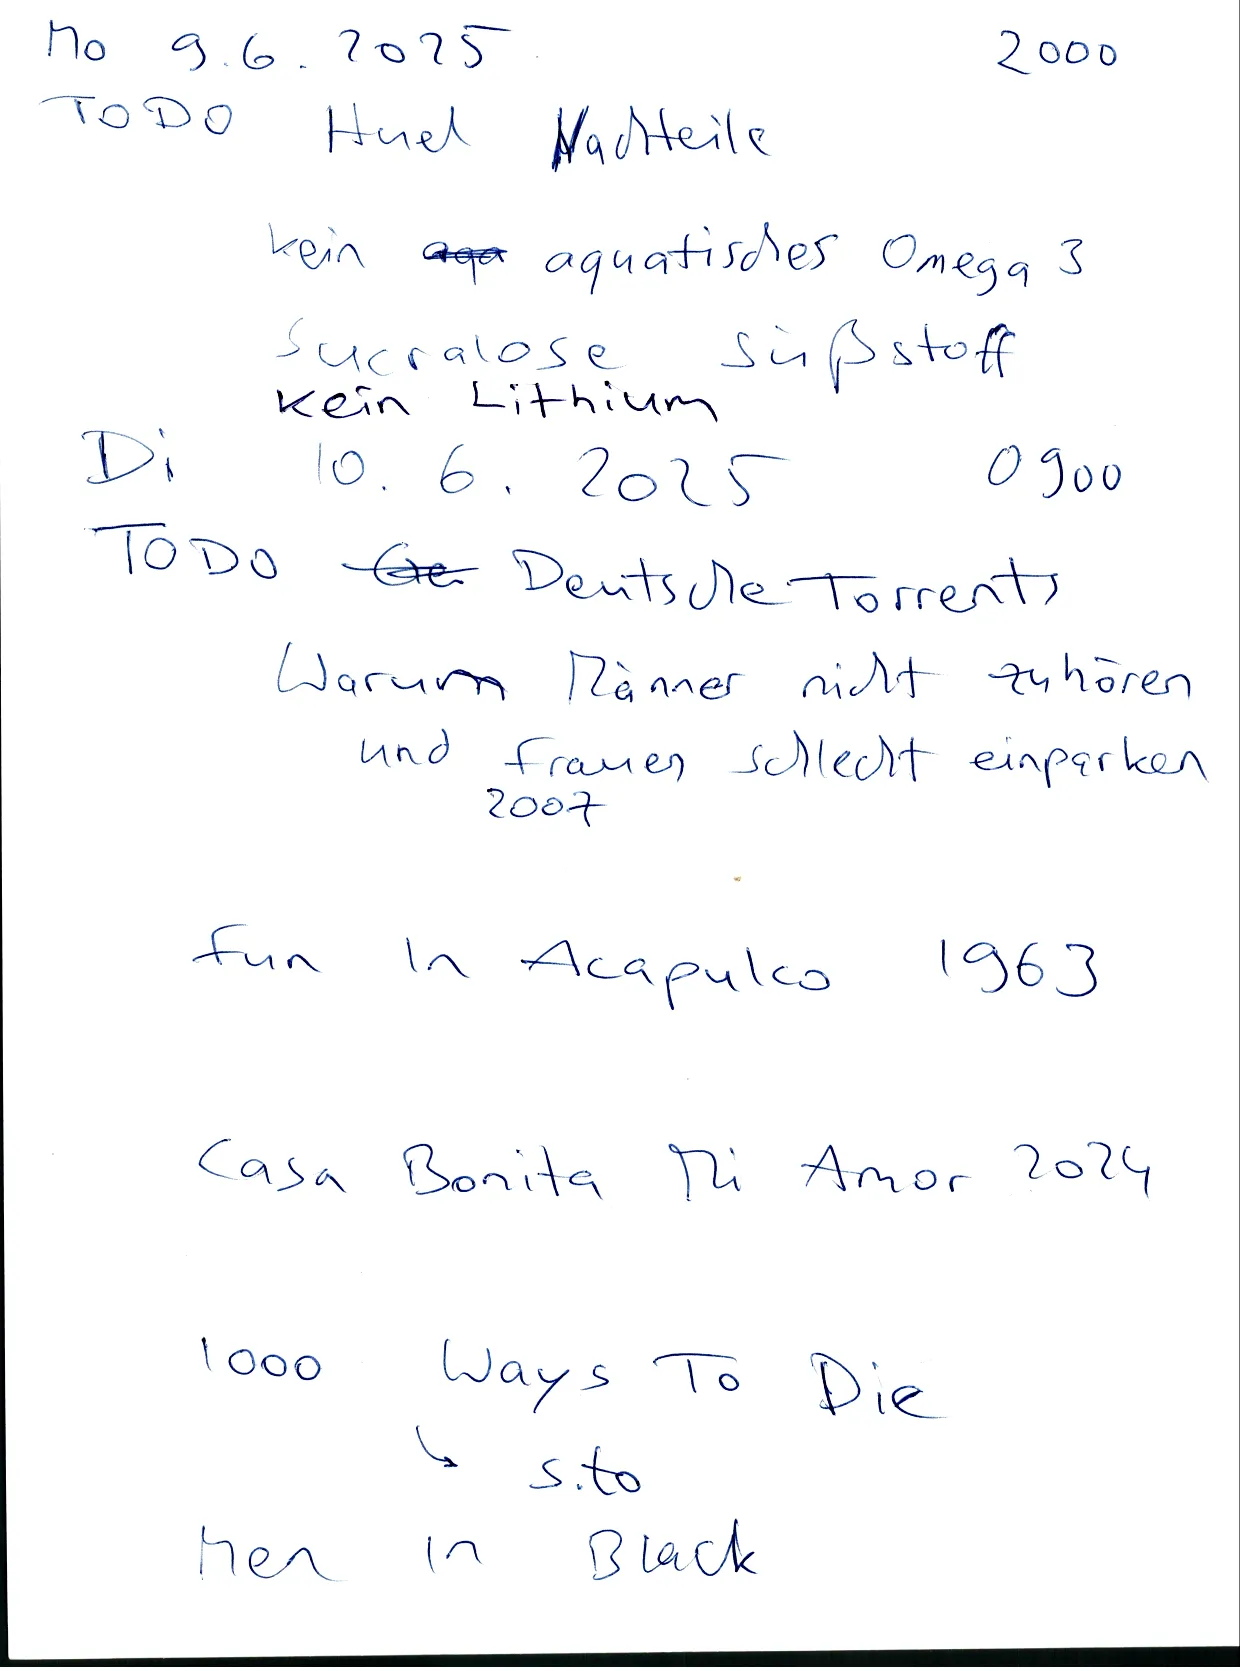 Mo 9.6.2025 2000
TODO Huel Nachteile
kein aqa aquatisches Omega 3
Sucralose Süßstoff
kein Lithium
Di 10.6.2025 0900
TODO Ger Deutsche Torrents
Warum Männer nicht zuhören
und Frauen schlecht einparken
2007
Fun In Acapulco 1963
Casa Bonita Mi Amor 2024
1000 Ways To Die
↳ s.to
Men in Black